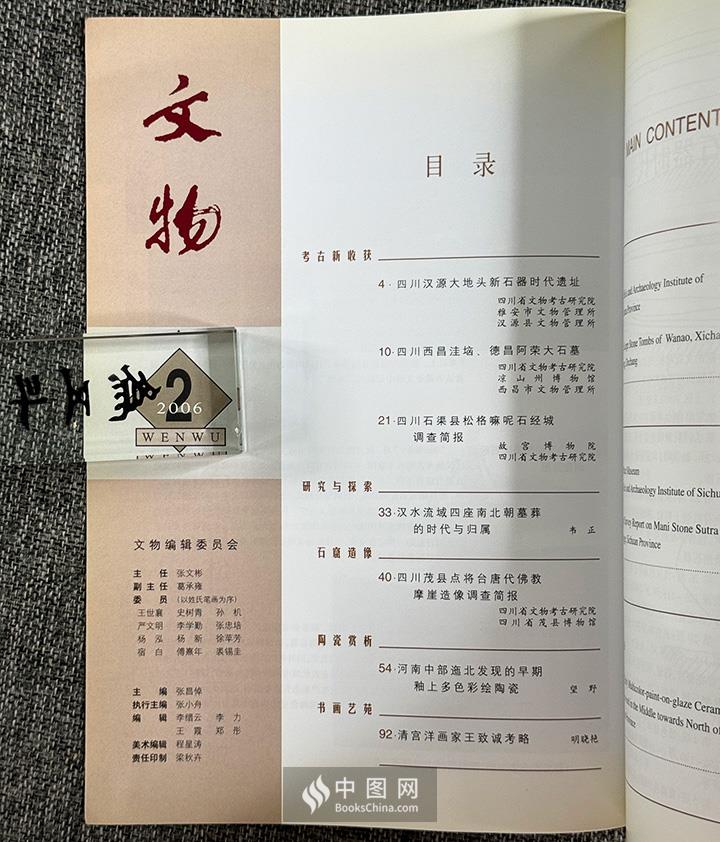 文物
2
2006
WENWU
文物编辑委员会
主 任 张文彬
副主任 葛承雍
委 员 (以姓氏笔画为序)
王世襄 史树青 孙 机
严文明 李学勤 张忠培
杨 泓 杨 新 徐苹芳
宿 白 傅熹年 裘锡圭
主 编 张昌倬
执行主编 张小舟
编 辑 李缙云 李 力
王 霞 郑 彤
美术编辑 程星涛
责任印制 梁秋卉
目 录
考古新收获
4·四川汉源大地头新石器时代遗址
四川省文物考古研究院
雅安市文物管理所
汉源县文物管理所
10·四川西昌洼垴、德昌阿荣大石墓
四川省文物考古研究院
凉山州博物馆
西昌市文物管理所
21·四川石渠县松格嘛呢石经城
调查简报
故宫博物院
四川省文物考古研究院
研究与探索
33·汉水流域四座南北朝墓葬
的时代与归属 韦 正
石窟造像
40·四川茂县点将台唐代佛教
摩崖造像调查简报
四川省文物考古研究院
四川省茂县博物馆
陶瓷赏析
54·河南中部迤北发现的早期
釉上多色彩绘陶瓷 望 野
书画艺苑
92·清宫洋画家王致诚考略 明晓艳
MAIN CONTENT
and Archaeology Institute of
Province
Stone Tombs of Wanao, Xicha
Museum
and Archaeology Institute of Sichu
Survey Report on Mani Stone Sutra
Sichuan Province
Multicolor-paint-on-glaze Ceram
in the Middle towards North of
中图网
BooksChina.com